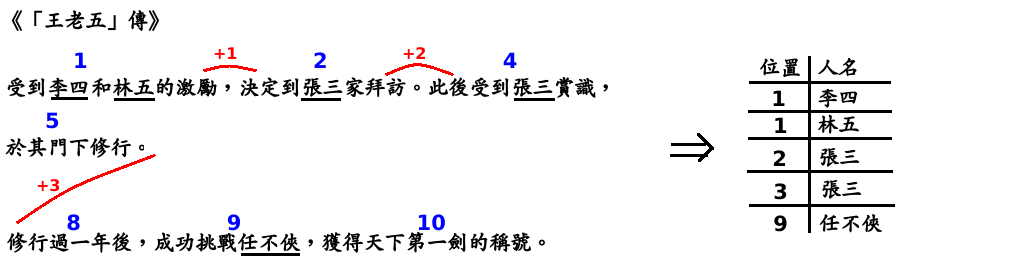 《「王老五」傳》
1 +1 2 +2 4
受到李四和林五的激勵，決定到張三家拜訪。此後受到張三賞識，
5
於其門下修行。
+3
8 9 10
修行過一年後，成功挑戰任不俠，獲得天下第一劍的稱號。
⇒
位置 人名
1 李四
1 林五
2 張三
3 張三
9 任不俠